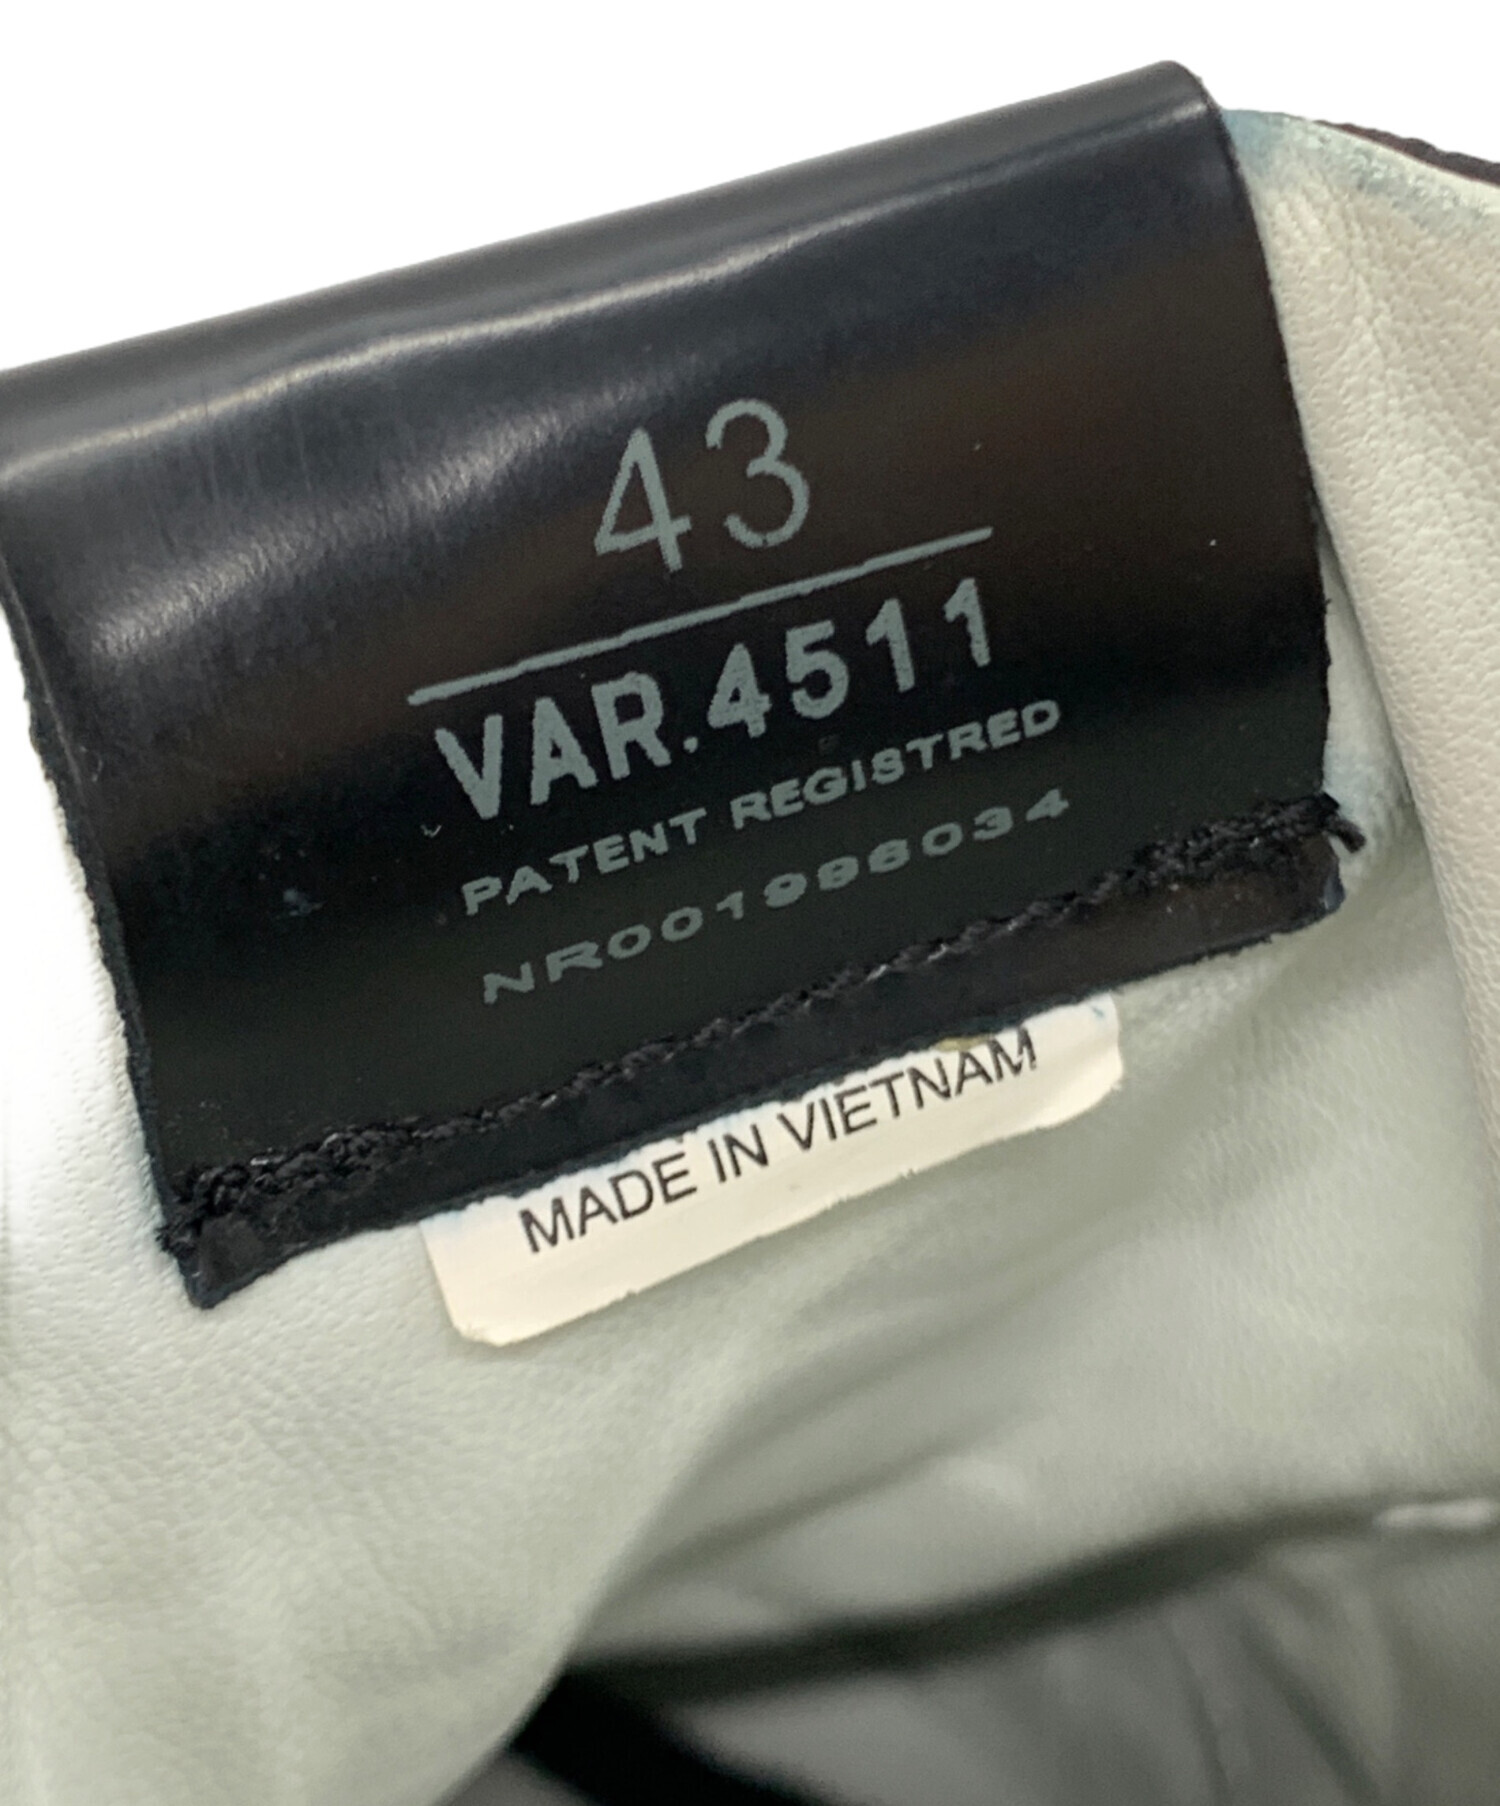 43
VAR.4511
PATENT REGISTRED
NR001996034
MADE IN VIETNAM